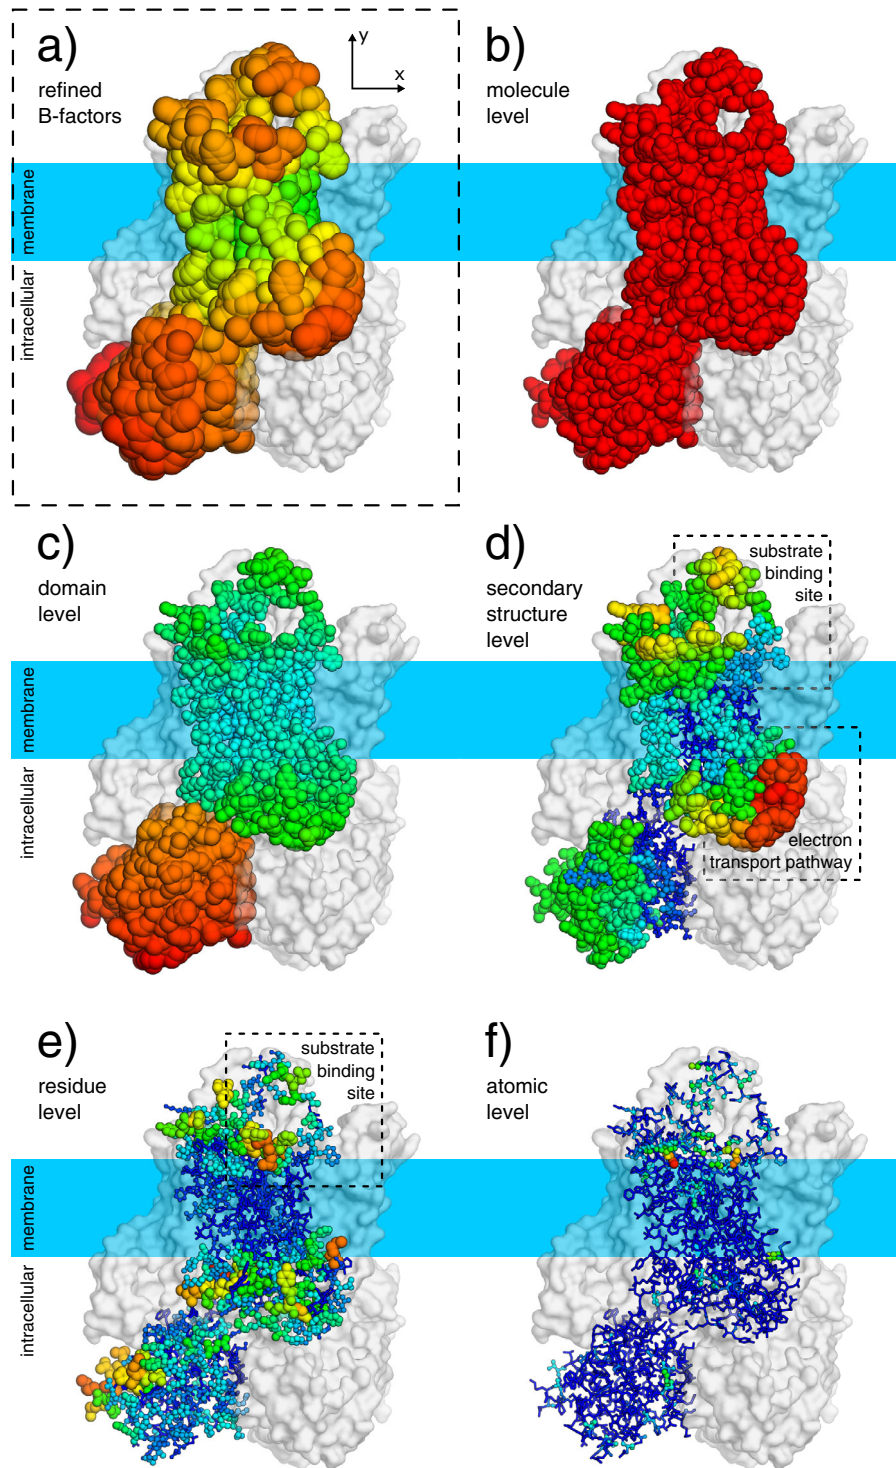 a)
refined
B-factors
y
x
membrane
intracellular
b)
molecule
level
c)
domain
level
membrane
intracellular
d)
secondary
structure
level
substrate
binding
site
electron
transport pathway
e)
residue
level
substrate
binding
site
membrane
intracellular
f)
atomic
level